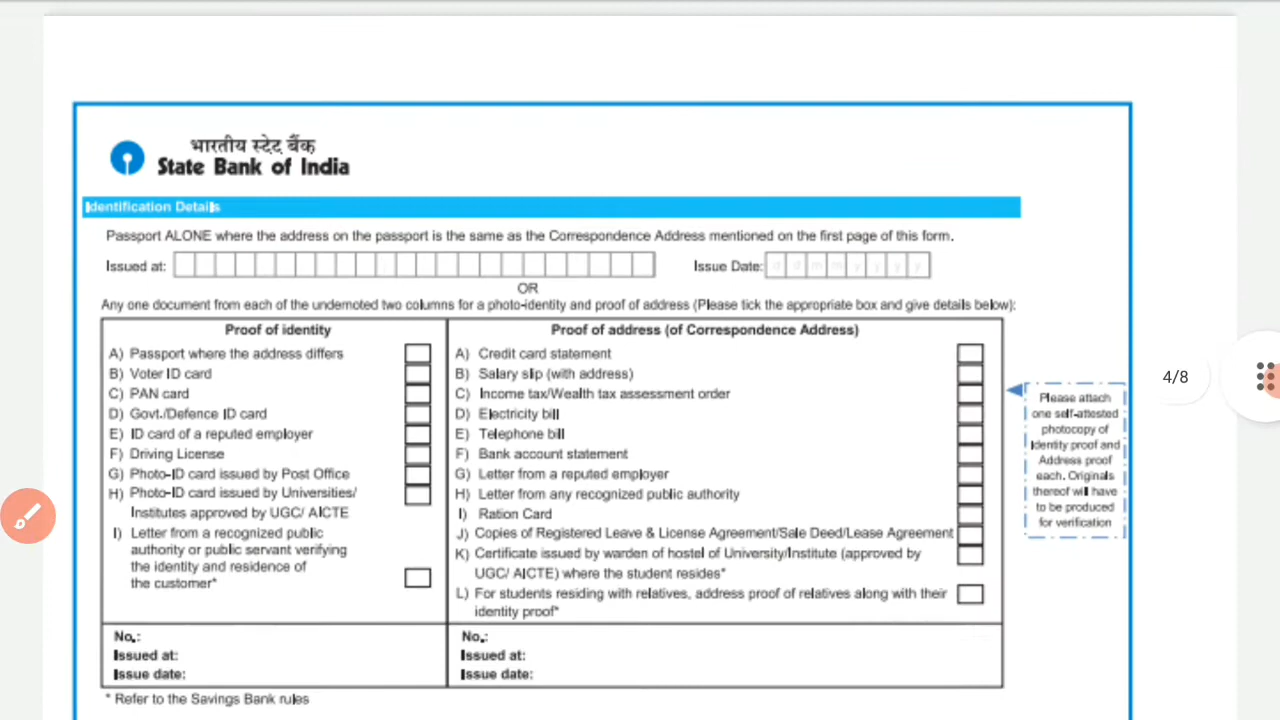 भारतीय स्टेट बैंक
State Bank of India
Identification Details
Passport ALONE where the address on the passport is the same as the Correspondence Address mentioned on the first page of this form.
Issued at: Issue Date: d d m m y y y y
OR
Any one document from each of the undernoted two columns for a photo-identity and proof of address (Please tick the appropriate box and give details below):
Proof of identity
A) Passport where the address differs
B) Voter ID card
C) PAN card
D) Govt./Defence ID card
E) ID card of a reputed employer
F) Driving License
G) Photo-ID card issued by Post Office
H) Photo-ID card issued by Universities/
Institutes approved by UGC/ AICTE
I) Letter from a recognized public
authority or public servant verifying
the identity and residence of
the customer*
No.:
Issued at:
Issue date:
Proof of address (of Correspondence Address)
A) Credit card statement
B) Salary slip (with address)
C) Income tax/Wealth tax assessment order
D) Electricity bill
E) Telephone bill
F) Bank account statement
G) Letter from a reputed employer
H) Letter from any recognized public authority
I) Ration Card
J) Copies of Registered Leave & License Agreement/Sale Deed/Lease Agreement
K) Certificate issued by warden of hostel of University/Institute (approved by
UGC/ AICTE) where the student resides*
L) For students residing with relatives, address proof of relatives along with their
identity proof*
No.:
Issued at:
Issue date:
Please attach
one self-attested
photocopy of
Identity proof and
Address proof
each. Originals
thereof will have
to be produced
for verification
4/8
* Refer to the Savings Bank rules